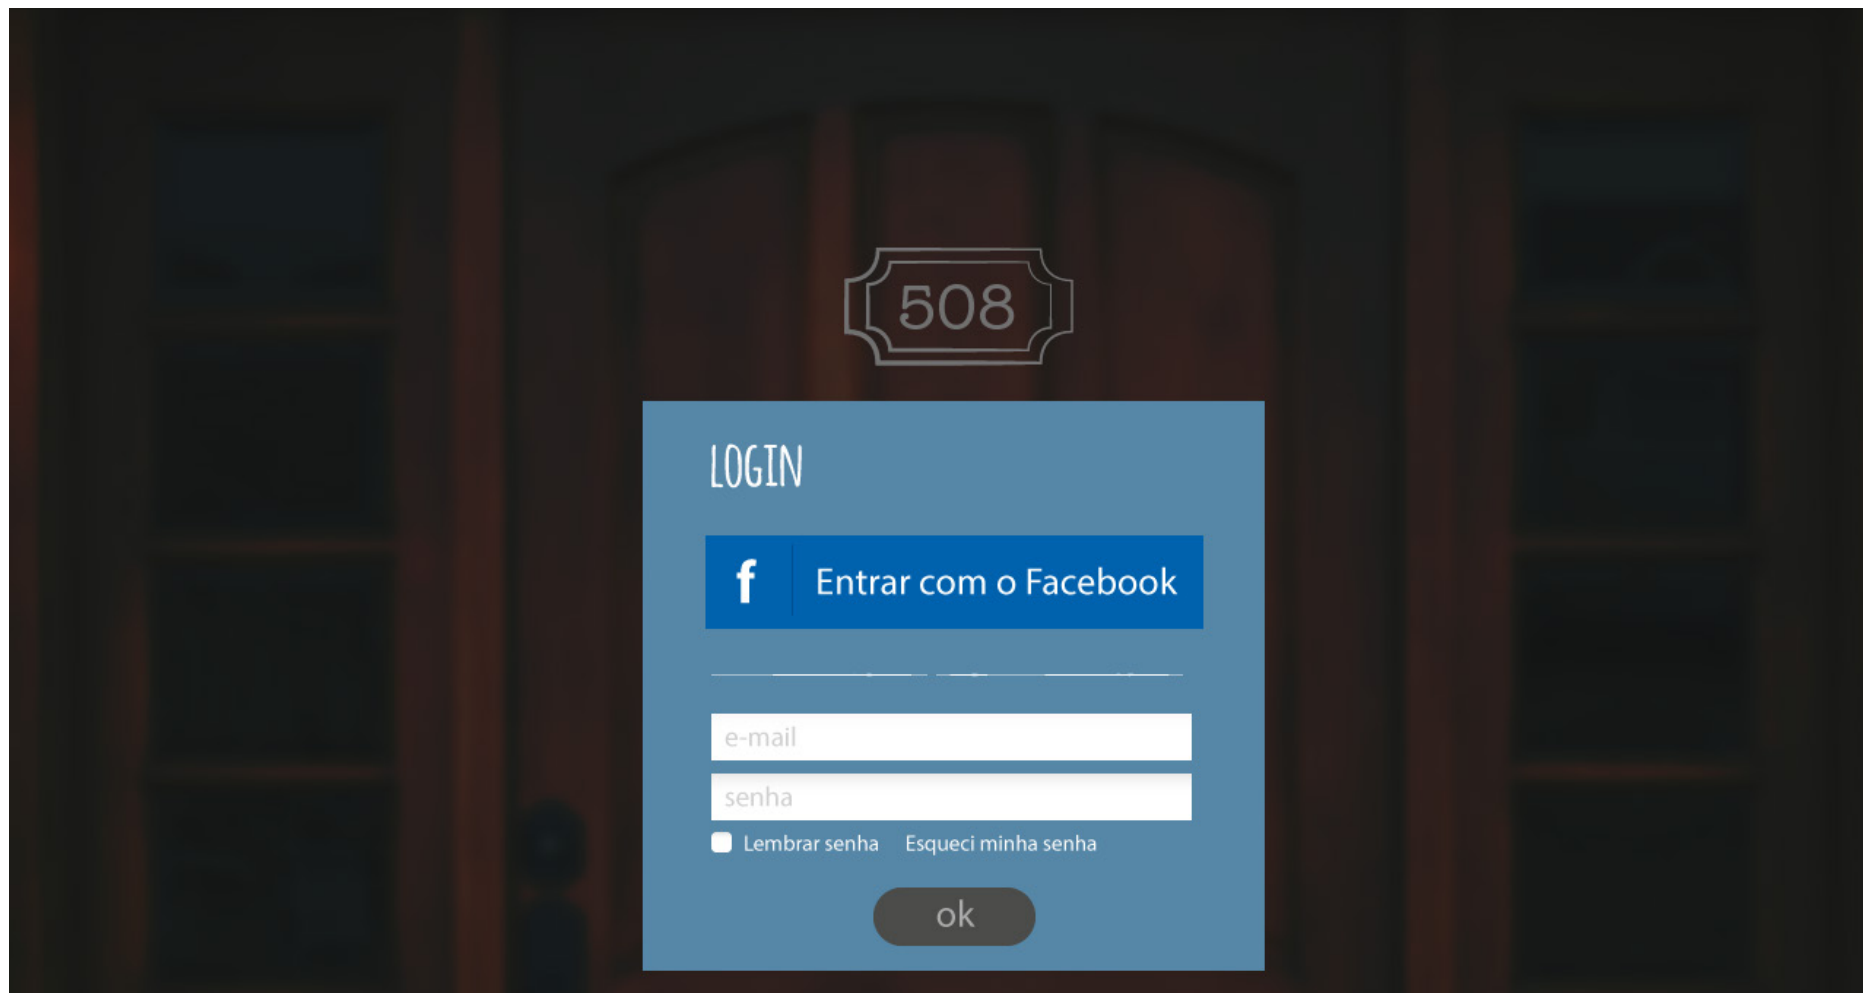 508
LOGIN
f Entrar com o Facebook
e-mail
senha
Lembrar senha Esqueci minha senha
ok